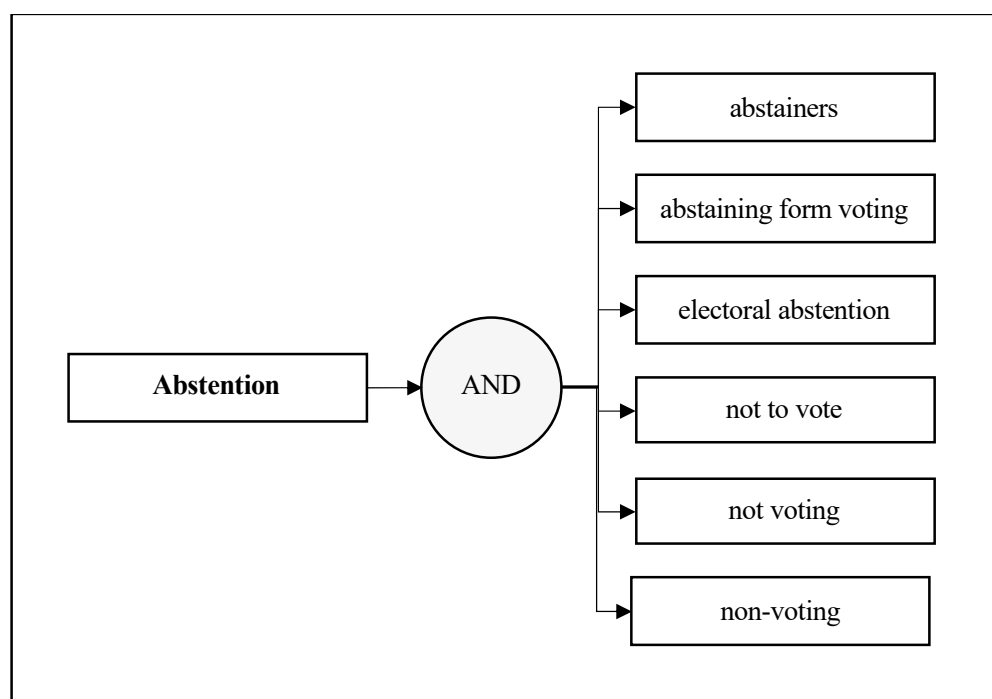 Abstention
AND
abstainers
abstaining form voting
electoral abstention
not to vote
not voting
non-voting